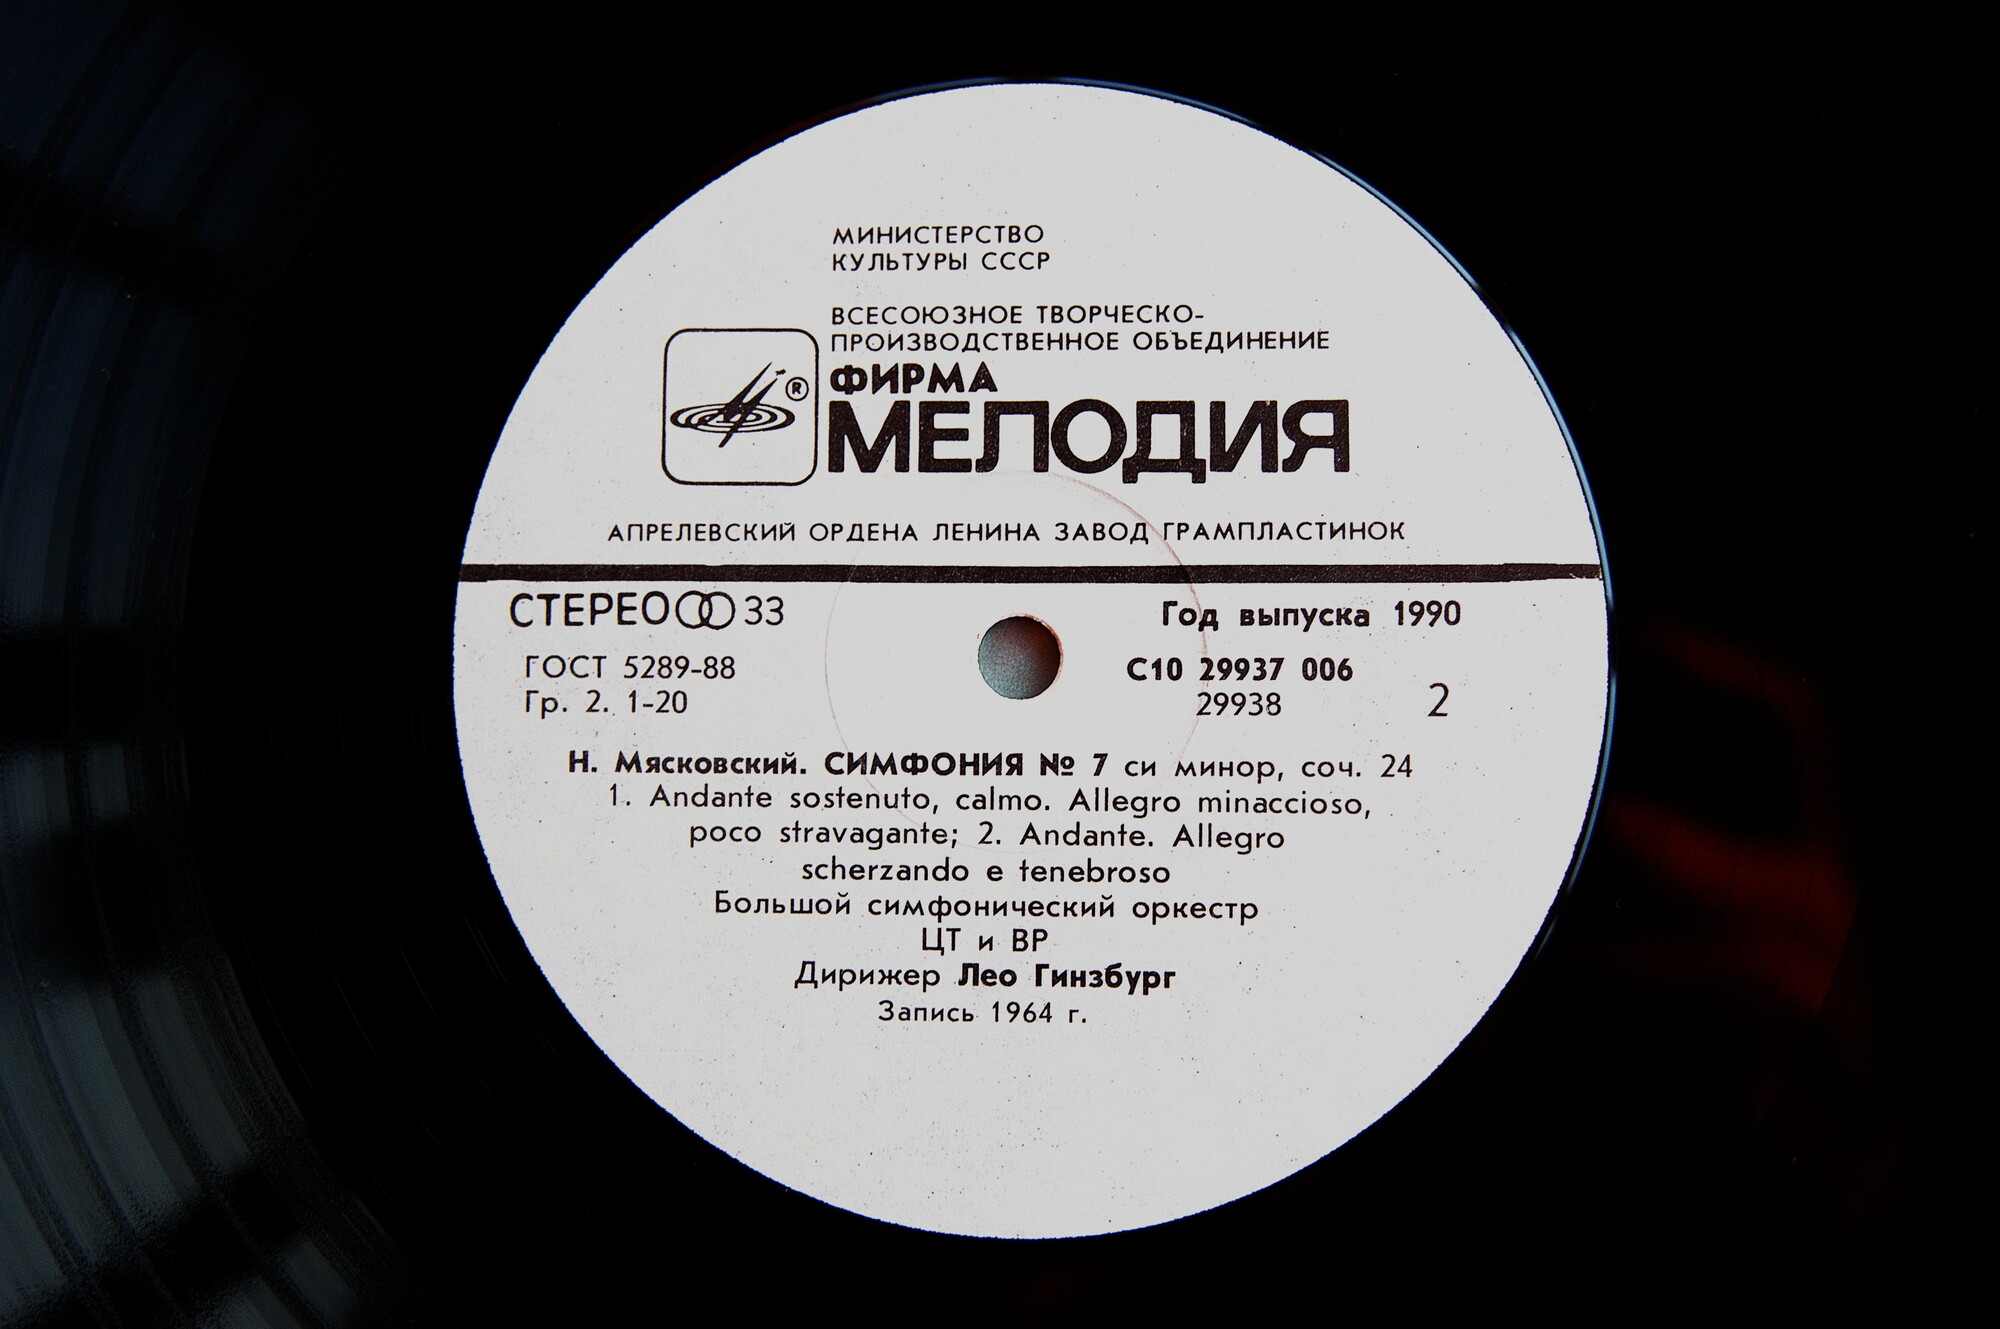 МИНИСТЕРСТВО
КУЛЬТУРЫ СССР
ВСЕСОЮЗНОЕ ТВОРЧЕСКО-
ПРОИЗВОДСТВЕННОЕ ОБЪЕДИНЕНИЕ
ФИРМА
®
МЕЛОДИЯ
АПРЕЛЕВСКИЙ ОРДЕНА ЛЕНИНА ЗАВОД ГРАМПЛАСТИНОК
СТЕРЕО 33
Год выпуска 1990
ГОСТ 5289-88
С10 29937 006
Гр. 2. 1-20
29938
2
Н. Мясковский. СИМФОНИЯ № 7 си минор, соч. 24
1. Andante sostenuto, calmo. Allegro minaccioso,
poco stravagante; 2. Andante. Allegro
scherzando e tenebroso
Большой симфонический оркестр
ЦТ и ВР
Дирижер Лео Гинзбург
Запись 1964 г.